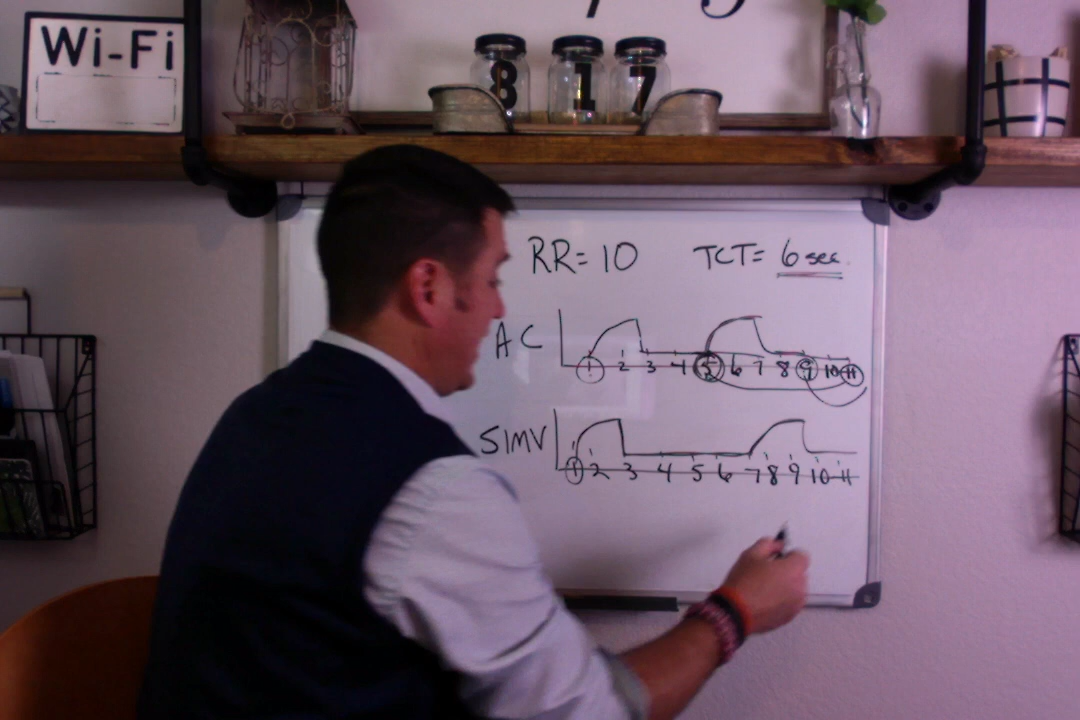 Wi-Fi
8 1 7
RR=10 TCT= 6 sec.
AC
1 2 3 4 5 6 7 8 9 10 11
SIMV
1 2 3 4 5 6 7 8 9 10 11